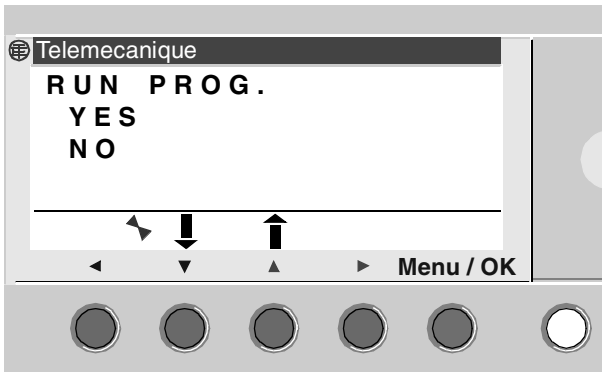 Telemecanique
RUN PROG.
YES
NO
Menu / OK